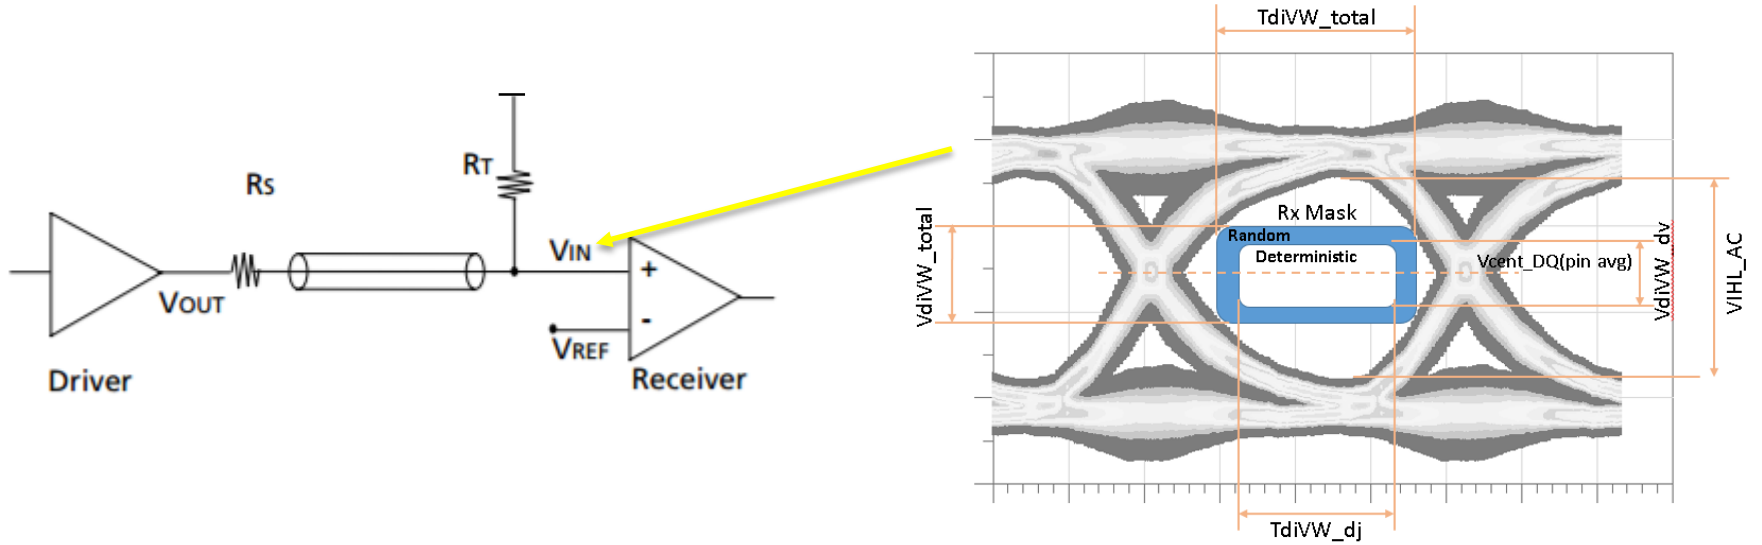 RS
RT
VIN
+
VOUT
-
VREF
Driver
Receiver
TdiVW_total
VdiVW_total
Rx Mask
Random
Deterministic
Vcent_DQ(pin avg)
VdiVW_dv
VIHL_AC
TdiVW_dj